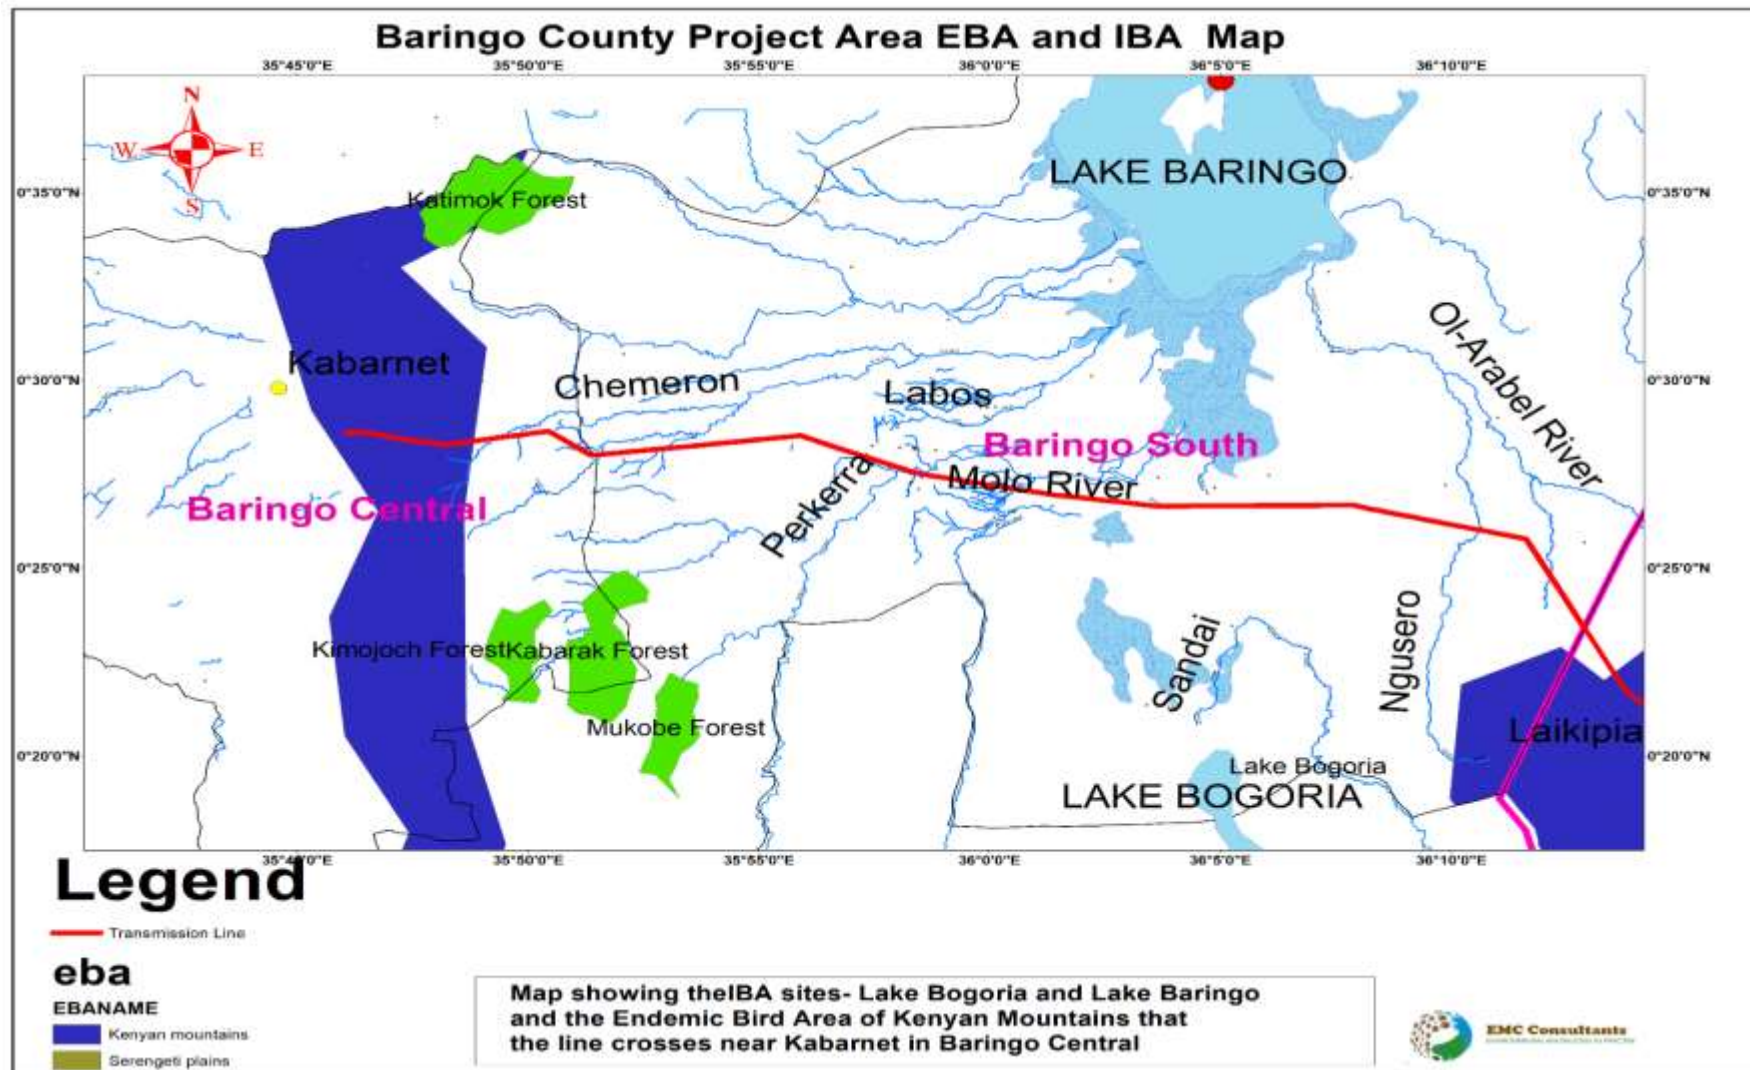 Baringo County Project Area EBA and IBA Map
35°45'0"E 35°50'0"E 35°55'0"E 36°0'0"E 36°5'0"E 36°10'0"E
N
W E
S
LAKE BARINGO
0°35'0"N 0°35'0"N
Katimok Forest
Ol-Arabel River
Kabarnet
0°30'0"N 0°30'0"N
Chemeron
Labos
Baringo South
Perkerra
Molo River
Baringo Central
0°25'0"N 0°25'0"N
Sandai
Ngusero
Kimojoch Forest Kabarak Forest
Mukobe Forest
Laikipia
0°20'0"N 0°20'0"N
Lake Bogoria
LAKE BOGORIA
35°45'0"E 35°50'0"E 35°55'0"E 36°0'0"E 36°5'0"E 36°10'0"E
Legend
Transmission Line
eba
EBANAME
Kenyan mountains
Serengeti plains
Map showing theIBA sites- Lake Bogoria and Lake Baringo
and the Endemic Bird Area of Kenyan Mountains that
the line crosses near Kabarnet in Baringo Central
EMC Consultants